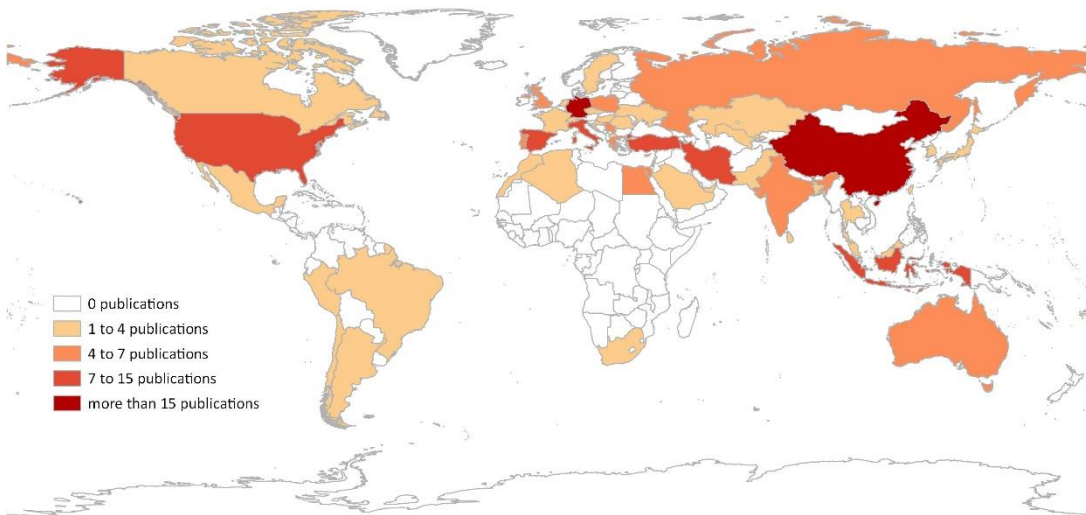 0 publications
1 to 4 publications
4 to 7 publications
7 to 15 publications
more than 15 publications